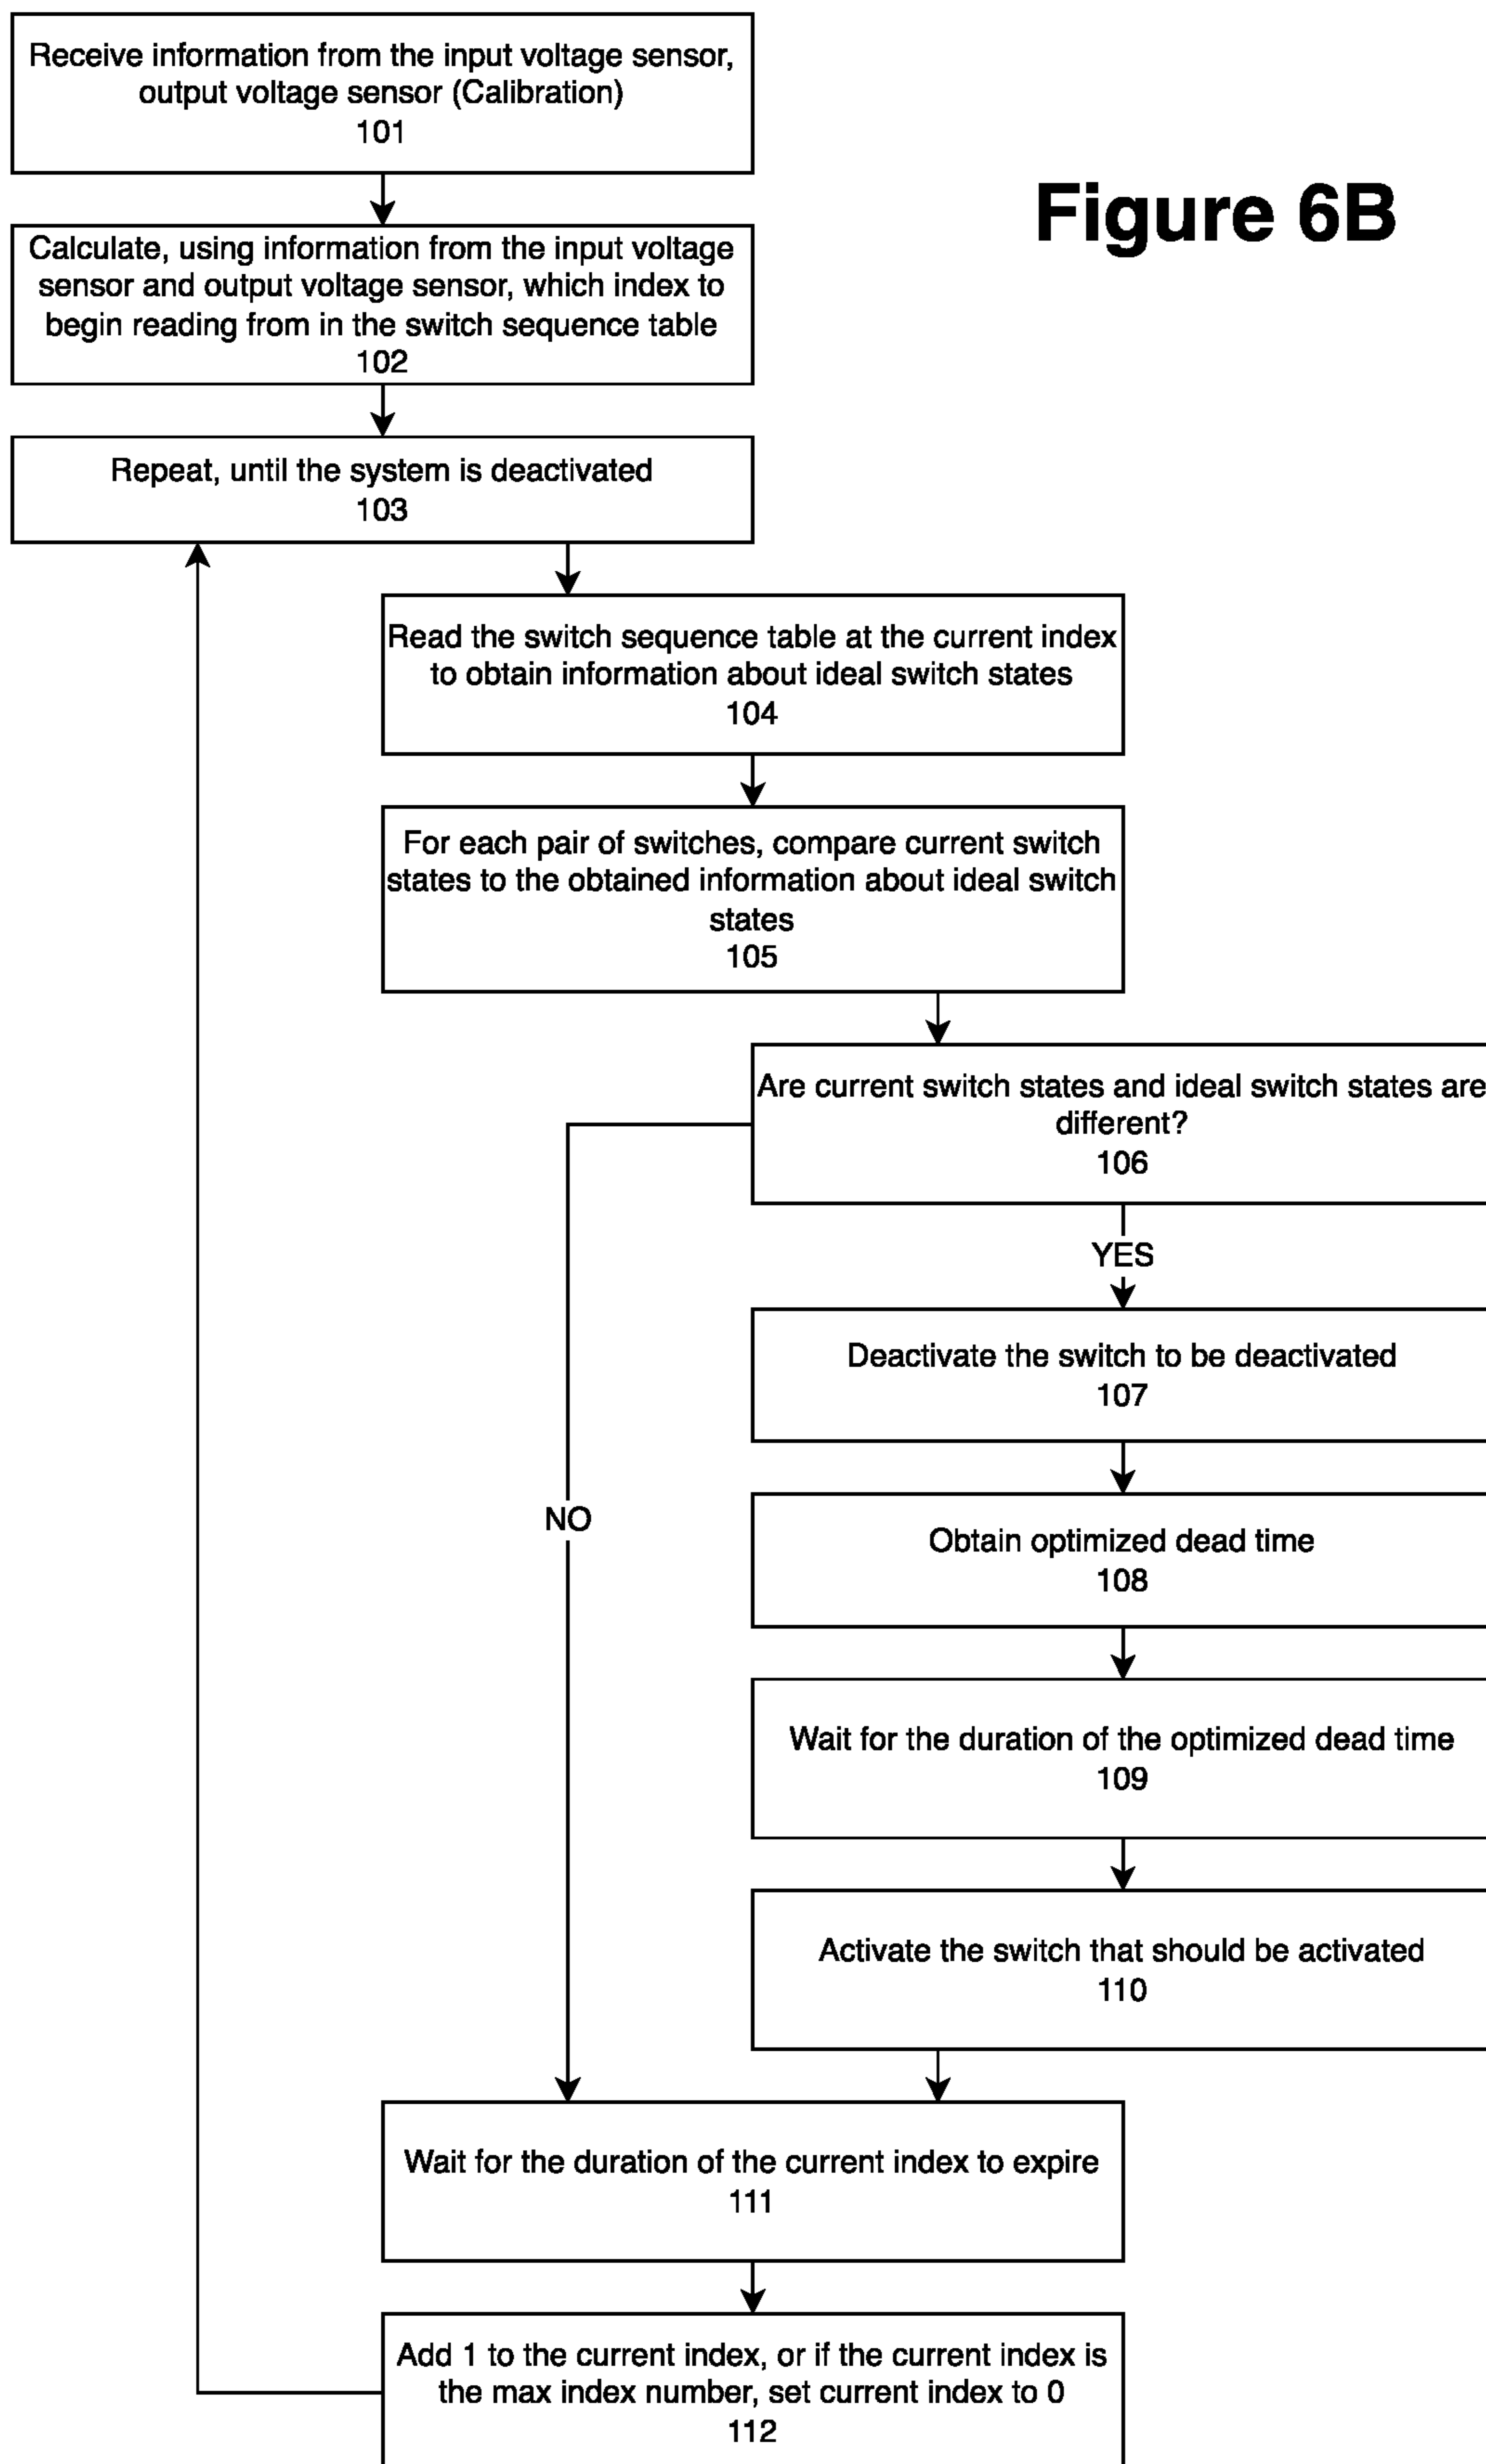 Receive information from the input voltage sensor,
output voltage sensor (Calibration)
101
Figure 6B
Calculate, using information from the input voltage
sensor and output voltage sensor, which index to
begin reading from in the switch sequence table
102
Repeat, until the system is deactivated
103
Read the switch sequence table at the current index
to obtain information about ideal switch states
104
For each pair of switches, compare current switch
states to the obtained information about ideal switch
states
105
Are current switch states and ideal switch states are
different?
106
YES
Deactivate the switch to be deactivated
107
NO
Obtain optimized dead time
108
Wait for the duration of the optimized dead time
109
Activate the switch that should be activated
110
Wait for the duration of the current index to expire
111
Add 1 to the current index, or if the current index is
the max index number, set current index to 0
112